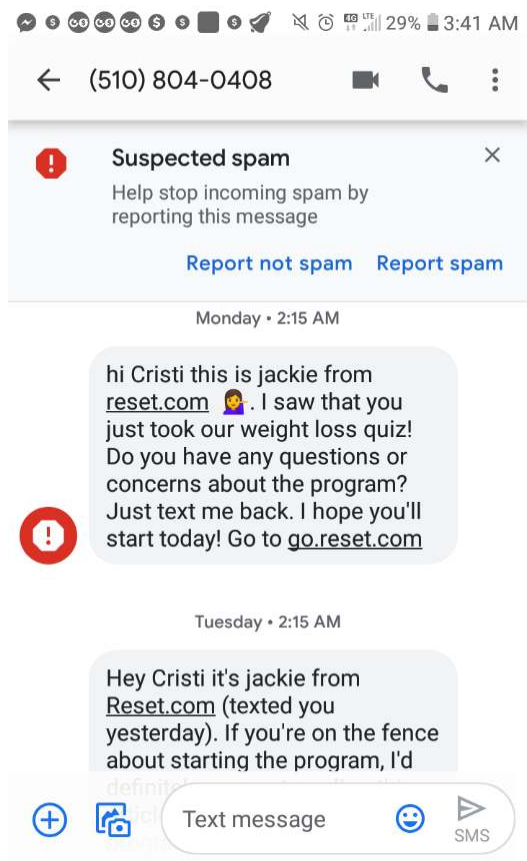 4G LTE 29% 3:41 AM
(510) 804-0408
Suspected spam
Help stop incoming spam by
reporting this message
Report not spam Report spam
Monday • 2:15 AM
hi Cristi this is jackie from
reset.com 💁‍♀️. I saw that you
just took our weight loss quiz!
Do you have any questions or
concerns about the program?
Just text me back. I hope you'll
start today! Go to go.reset.com
Tuesday • 2:15 AM
Hey Cristi it's jackie from
Reset.com (texted you
yesterday). If you're on the fence
about starting the program, I'd
Text message
SMS